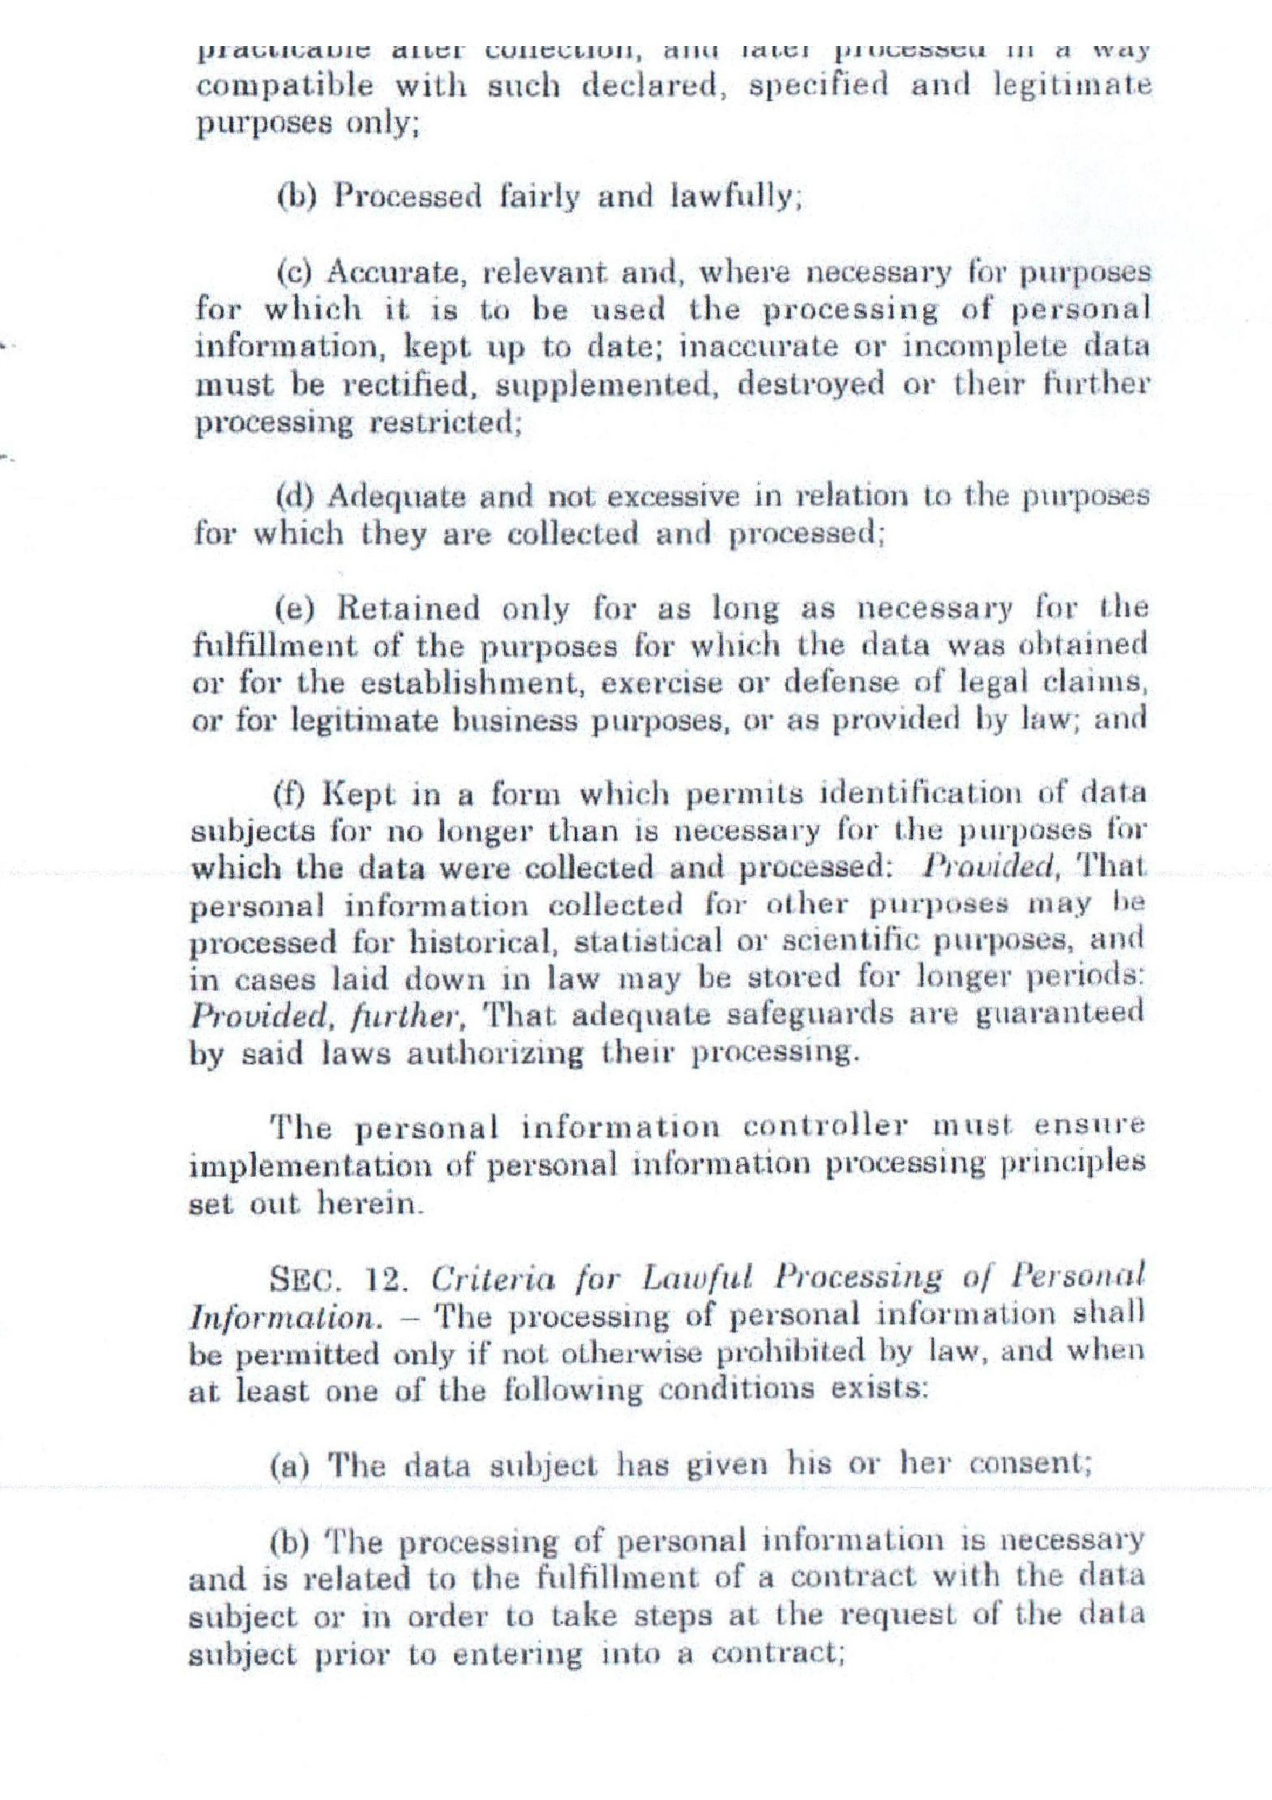 practicable after collection, and later processed in a way
compatible with such declared, specified and legitimate
purposes only;
(b) Processed fairly and lawfully;
(c) Accurate, relevant and, where necessary for purposes
for which it is to be used the processing of personal
information, kept up to date; inaccurate or incomplete data
must be rectified, supplemented, destroyed or their further
processing restricted;
(d) Adequate and not excessive in relation to the purposes
for which they are collected and processed;
(e) Retained only for as long as necessary for the
fulfillment of the purposes for which the data was obtained
or for the establishment, exercise or defense of legal claims,
or for legitimate business purposes, or as provided by law; and
(f) Kept in a form which permits identification of data
subjects for no longer than is necessary for the purposes for
which the data were collected and processed: Provided, That
personal information collected for other purposes may be
processed for historical, statistical or scientific purposes, and
in cases laid down in law may be stored for longer periods:
Provided, further, That adequate safeguards are guaranteed
by said laws authorizing their processing.
The personal information controller must ensure
implementation of personal information processing principles
set out herein.
SEC. 12. Criteria for Lawful Processing of Personal
Information. – The processing of personal information shall
be permitted only if not otherwise prohibited by law, and when
at least one of the following conditions exists:
(a) The data subject has given his or her consent;
(b) The processing of personal information is necessary
and is related to the fulfillment of a contract with the data
subject or in order to take steps at the request of the data
subject prior to entering into a contract;